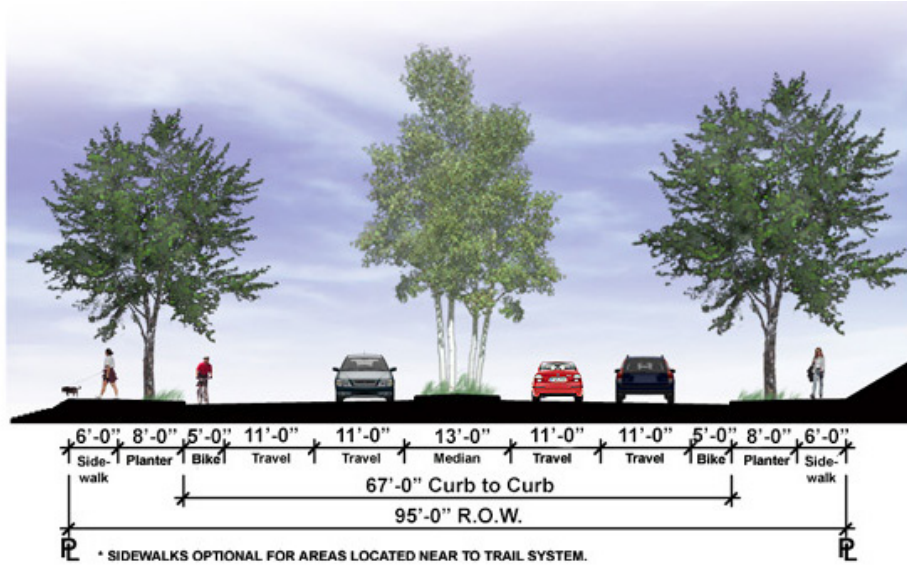 6’-0” 8’-0” 5’-0” 11’-0” 11’-0” 13’-0” 11’-0” 11’-0” 5’-0” 8’-0” 6’-0”
Side- Planter Bike Travel Travel Median Travel Travel Bike Planter Side-
walk walk
67’-0” Curb to Curb
95’-0” R.O.W.
PL * SIDEWALKS OPTIONAL FOR AREAS LOCATED NEAR TO TRAIL SYSTEM. PL